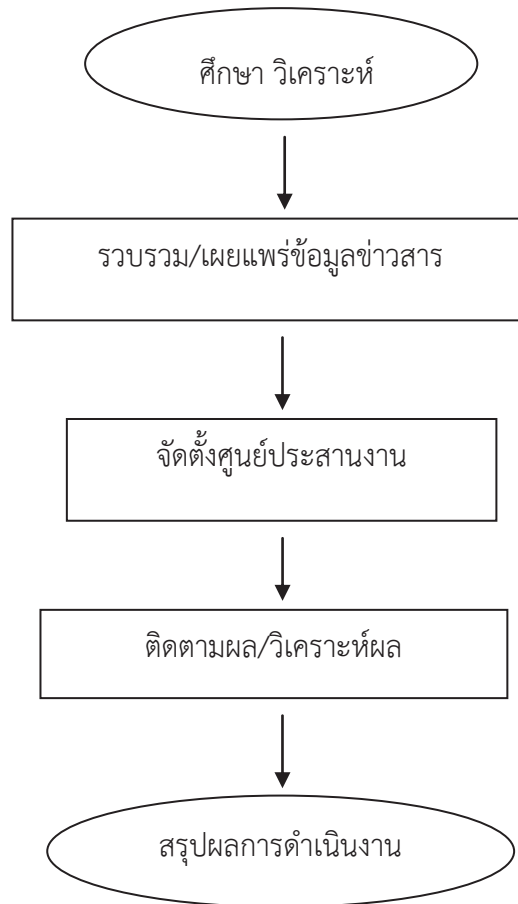 ศึกษา วิเคราะห์
รวบรวม/เผยแพร่ข้อมูลข่าวสาร
จัดตั้งศูนย์ประสานงาน
ติดตามผล/วิเคราะห์ผล
สรุปผลการดำเนินงาน